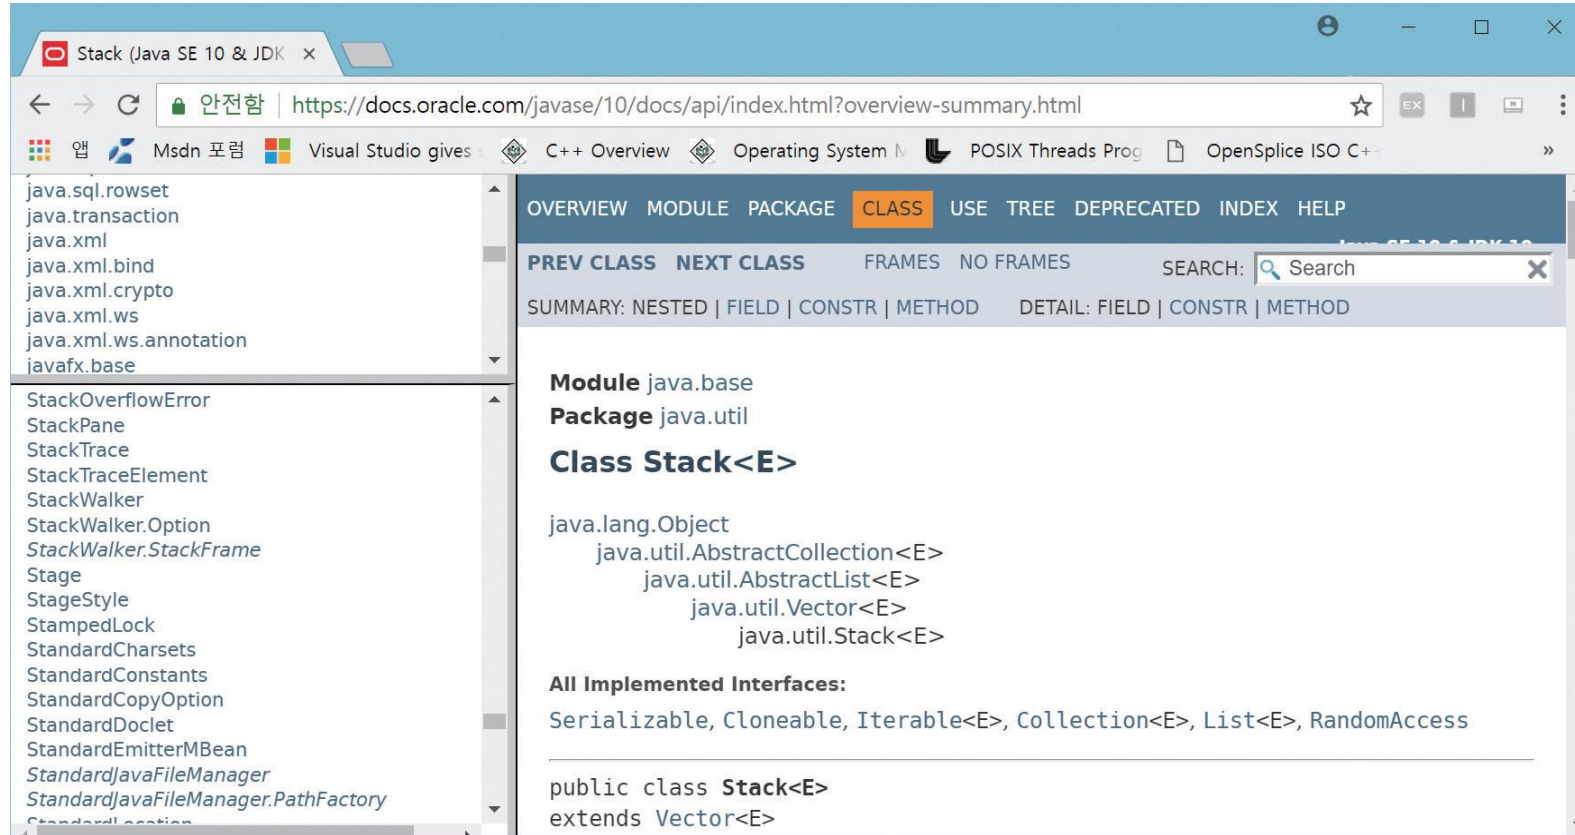 Stack (Java SE 10 & JDK
안전함 | https://docs.oracle.com/javase/10/docs/api/index.html?overview-summary.html
앱 Msdn 포럼 Visual Studio gives C++ Overview Operating System POSIX Threads Prog OpenSplice ISO C++ »
java.sql.rowset
java.transaction
java.xml
java.xml.bind
java.xml.crypto
java.xml.ws
java.xml.ws.annotation
javafx.base
StackOverflowError
StackPane
StackTrace
StackTraceElement
StackWalker
StackWalker.Option
StackWalker.StackFrame
Stage
StageStyle
StampedLock
StandardCharsets
StandardConstants
StandardCopyOption
StandardDoclet
StandardEmitterMBean
StandardJavaFileManager
StandardJavaFileManager.PathFactory
StandardLocation
OVERVIEW MODULE PACKAGE CLASS USE TREE DEPRECATED INDEX HELP
Java SE 10 & JDK 10
PREV CLASS NEXT CLASS FRAMES NO FRAMES SEARCH: Search
SUMMARY: NESTED | FIELD | CONSTR | METHOD DETAIL: FIELD | CONSTR | METHOD
Module java.base
Package java.util
Class Stack<E>
java.lang.Object
java.util.AbstractCollection<E>
java.util.AbstractList<E>
java.util.Vector<E>
java.util.Stack<E>
All Implemented Interfaces:
Serializable, Cloneable, Iterable<E>, Collection<E>, List<E>, RandomAccess
public class Stack<E>
extends Vector<E>